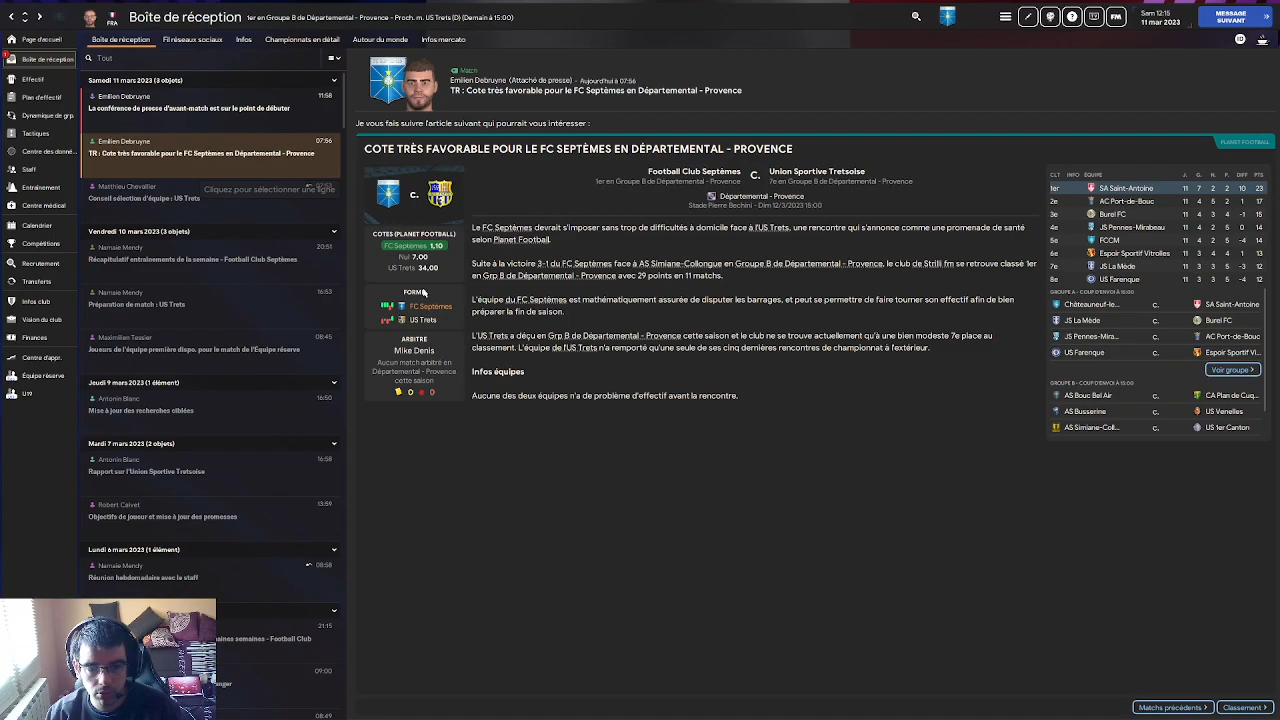 Boîte de réception
1er en Groupe B de Départemental - Provence - Proch. m. US Trets (D) (Demain à 15:00)
FRA
FM
Sam 12:15
11 mar 2023
MESSAGE SUIVANT
Page d'accueil
Boîte de réception
Effectif
Plan d'effectif
Dynamique de grp.
Tactiques
Centre des donné...
Staff
Entraînement
Centre médical
Calendrier
Compétitions
Recrutement
Transferts
Infos club
Vision du club
Finances
Centre d'appr.
Équipe réserve
U19
Boîte de réception
Fil réseaux sociaux
Infos
Championnats en détail
Autour du monde
Infos mercato
Tout
Samedi 11 mars 2023 (3 objets)
Emilien Debruyne 11:58
La conférence de presse d'avant-match est sur le point de débuter
Emilien Debruyne 07:56
TR : Cote très favorable pour le FC Septèmes en Départemental - Provence
Matthieu Chevallier
Cliquez pour sélectionner une ligne
Conseil sélection d'équipe : US Trets
Vendredi 10 mars 2023 (3 objets)
Namaïe Mendy 20:51
Récapitulatif entraînements de la semaine - Football Club Septèmes
Namaïe Mendy 16:53
Préparation de match : US Trets
Maximilien Tessier 08:45
Joueurs de l'équipe première dispo. pour le match de l'Équipe réserve
Jeudi 9 mars 2023 (1 élément)
Antonin Blanc 16:50
Mise à jour des recherches ciblées
Mardi 7 mars 2023 (2 objets)
Antonin Blanc 16:58
Rapport sur l'Union Sportive Tretsoise
Robert Calvet 13:59
Objectifs de joueur et mise à jour des promesses
Lundi 6 mars 2023 (1 élément)
Namaïe Mendy 08:58
Réunion hebdomadaire avec le staff
21:15
maines semaines - Football Club
09:00
nger
08:49
Match
Emilien Debruyne (Attaché de presse) - Aujourd'hui à 07:56
TR : Cote très favorable pour le FC Septèmes en Départemental - Provence
Je vous fais suivre l'article suivant qui pourrait vous intéresser :
COTE TRÈS FAVORABLE POUR LE FC SEPTÈMES EN DÉPARTEMENTAL - PROVENCE
PLANET FOOTBALL
c.
COTES (PLANET FOOTBALL)
FC Septèmes 1,10
Nul 7.00
US Trets 34,00
FORME
FC Septèmes
US Trets
ARBITRE
Mike Denis
Aucun match arbitré en
Départemental - Provence
cette saison
0 0
Football Club Septèmes C. Union Sportive Tretsoise
1er en Groupe B de Départemental - Provence 7e en Groupe B de Départemental - Provence
Départemental - Provence
Stade Pierre Bechini - Dim 12/3/2023 15:00
Le FC Septèmes devrait s'imposer sans trop de difficultés à domicile face à l'US Trets, une rencontre qui s'annonce comme une promenade de santé
selon Planet Football.
Suite à la victoire 3-1 du FC Septèmes face à AS Simiane-Collongue en Groupe B de Départemental - Provence, le club de Strilli fm se retrouve classé 1er
en Grp B de Départemental - Provence avec 29 points en 11 matchs.
L'équipe du FC Septèmes est mathématiquement assurée de disputer les barrages, et peut se permettre de faire tourner son effectif afin de bien
préparer la fin de saison.
L'US Trets a déçu en Grp B de Départemental - Provence cette saison et le club ne se trouve actuellement qu'à une bien modeste 7e place au
classement. L'équipe de l'US Trets n'a remporté qu'une seule de ses cinq dernières rencontres de championnat à l'extérieur.
Infos équipes
Aucune des deux équipes n'a de problème d'effectif avant la rencontre.
CLT INFO ÉQUIPE J. G. N. P. DIFF PTS
1er SA Saint-Antoine 11 7 2 2 10 23
2e AC Port-de-Bouc 11 4 5 2 1 17
3e Burel FC 11 4 3 4 -1 15
4e JS Pennes-Mirabeau 11 4 2 5 0 14
5e FCCM 11 4 2 5 -4 14
6e Espoir Sportif Vitrolles 11 3 4 4 -2 13
7e JS La Mède 11 3 3 5 -3 12
8e US Farenque 11 3 3 5 -4 12
GROUPE A - COUP D'ENVOI À 15:00
Châteauneuf-le... C. SA Saint-Antoine
JS La Mède C. Burel FC
JS Pennes-Mira... C. AC Port-de-Bouc
US Farenque C. Espoir Sportif Vi...
Voir groupe >
GROUPE B - COUP D'ENVOI À 15:00
AS Bouc Bel Air C. CA Plan de Cuq...
AS Busserine C. US Venelles
AS Simiane-Coll... C. US 1er Canton
Matchs précédents >
Classement >